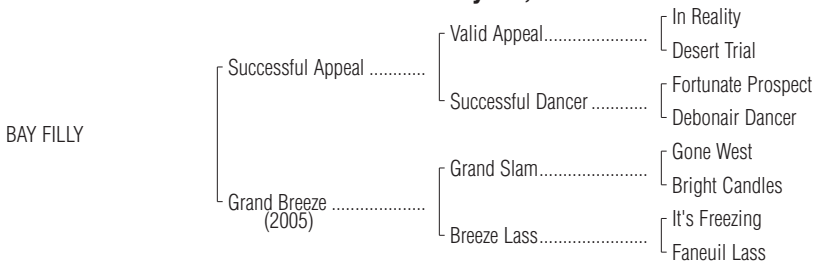 In Reality
Valid Appeal......................
Desert Trial
Successful Appeal ............
Fortunate Prospect
Successful Dancer ............
Debonair Dancer
BAY FILLY
Gone West
Grand Slam.......................
Bright Candles
Grand Breeze ....................
(2005)
It's Freezing
Breeze Lass.......................
Faneuil Lass